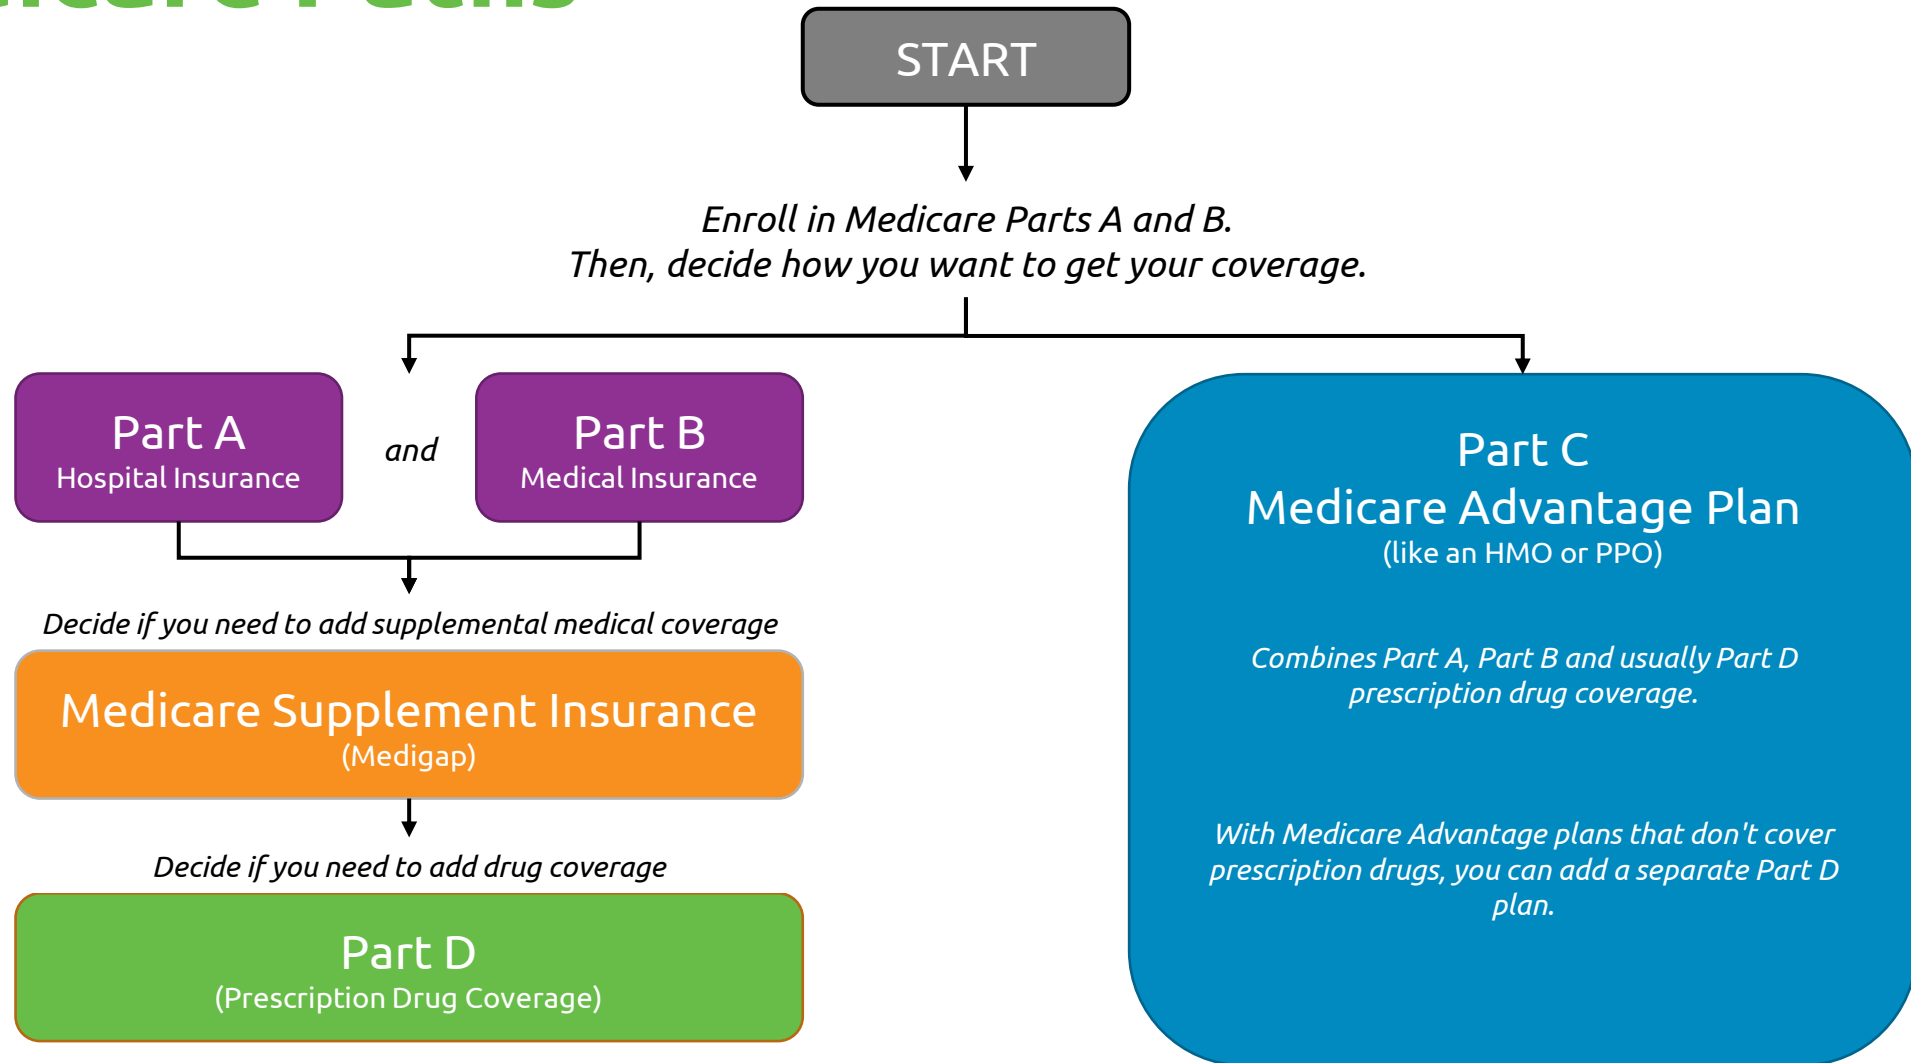 START
Enroll in Medicare Parts A and B.
Then, decide how you want to get your coverage.
Part A
Hospital Insurance
and
Part B
Medical Insurance
Decide if you need to add supplemental medical coverage
Medicare Supplement Insurance
(Medigap)
Decide if you need to add drug coverage
Part D
(Prescription Drug Coverage)
Part C
Medicare Advantage Plan
(like an HMO or PPO)
Combines Part A, Part B and usually Part D
prescription drug coverage.
With Medicare Advantage plans that don't cover
prescription drugs, you can add a separate Part D
plan.